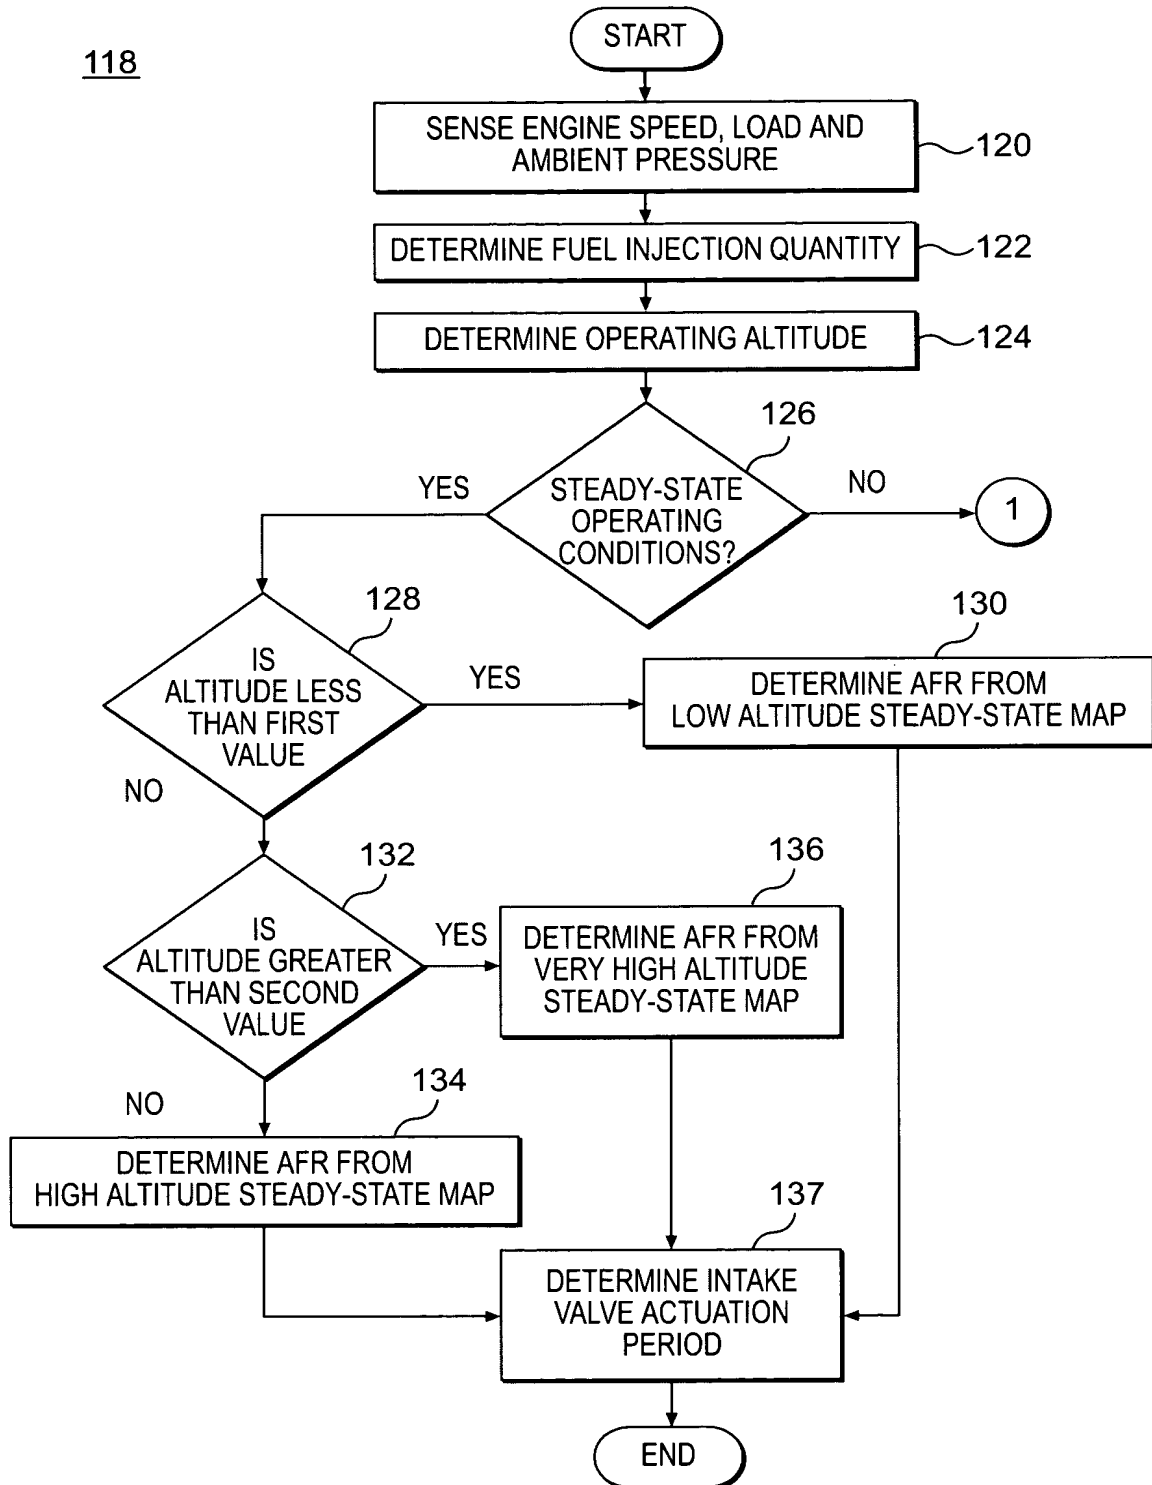 118
START
SENSE ENGINE SPEED, LOAD AND
AMBIENT PRESSURE
120
DETERMINE FUEL INJECTION QUANTITY
122
DETERMINE OPERATING ALTITUDE
124
126
STEADY-STATE
OPERATING
CONDITIONS?
YES
NO
1
128
IS
ALTITUDE LESS
THAN FIRST
VALUE
YES
NO
130
DETERMINE AFR FROM
LOW ALTITUDE STEADY-STATE MAP
132
IS
ALTITUDE GREATER
THAN SECOND
VALUE
YES
NO
136
DETERMINE AFR FROM
VERY HIGH ALTITUDE
STEADY-STATE MAP
134
DETERMINE AFR FROM
HIGH ALTITUDE STEADY-STATE MAP
137
DETERMINE INTAKE
VALVE ACTUATION
PERIOD
END